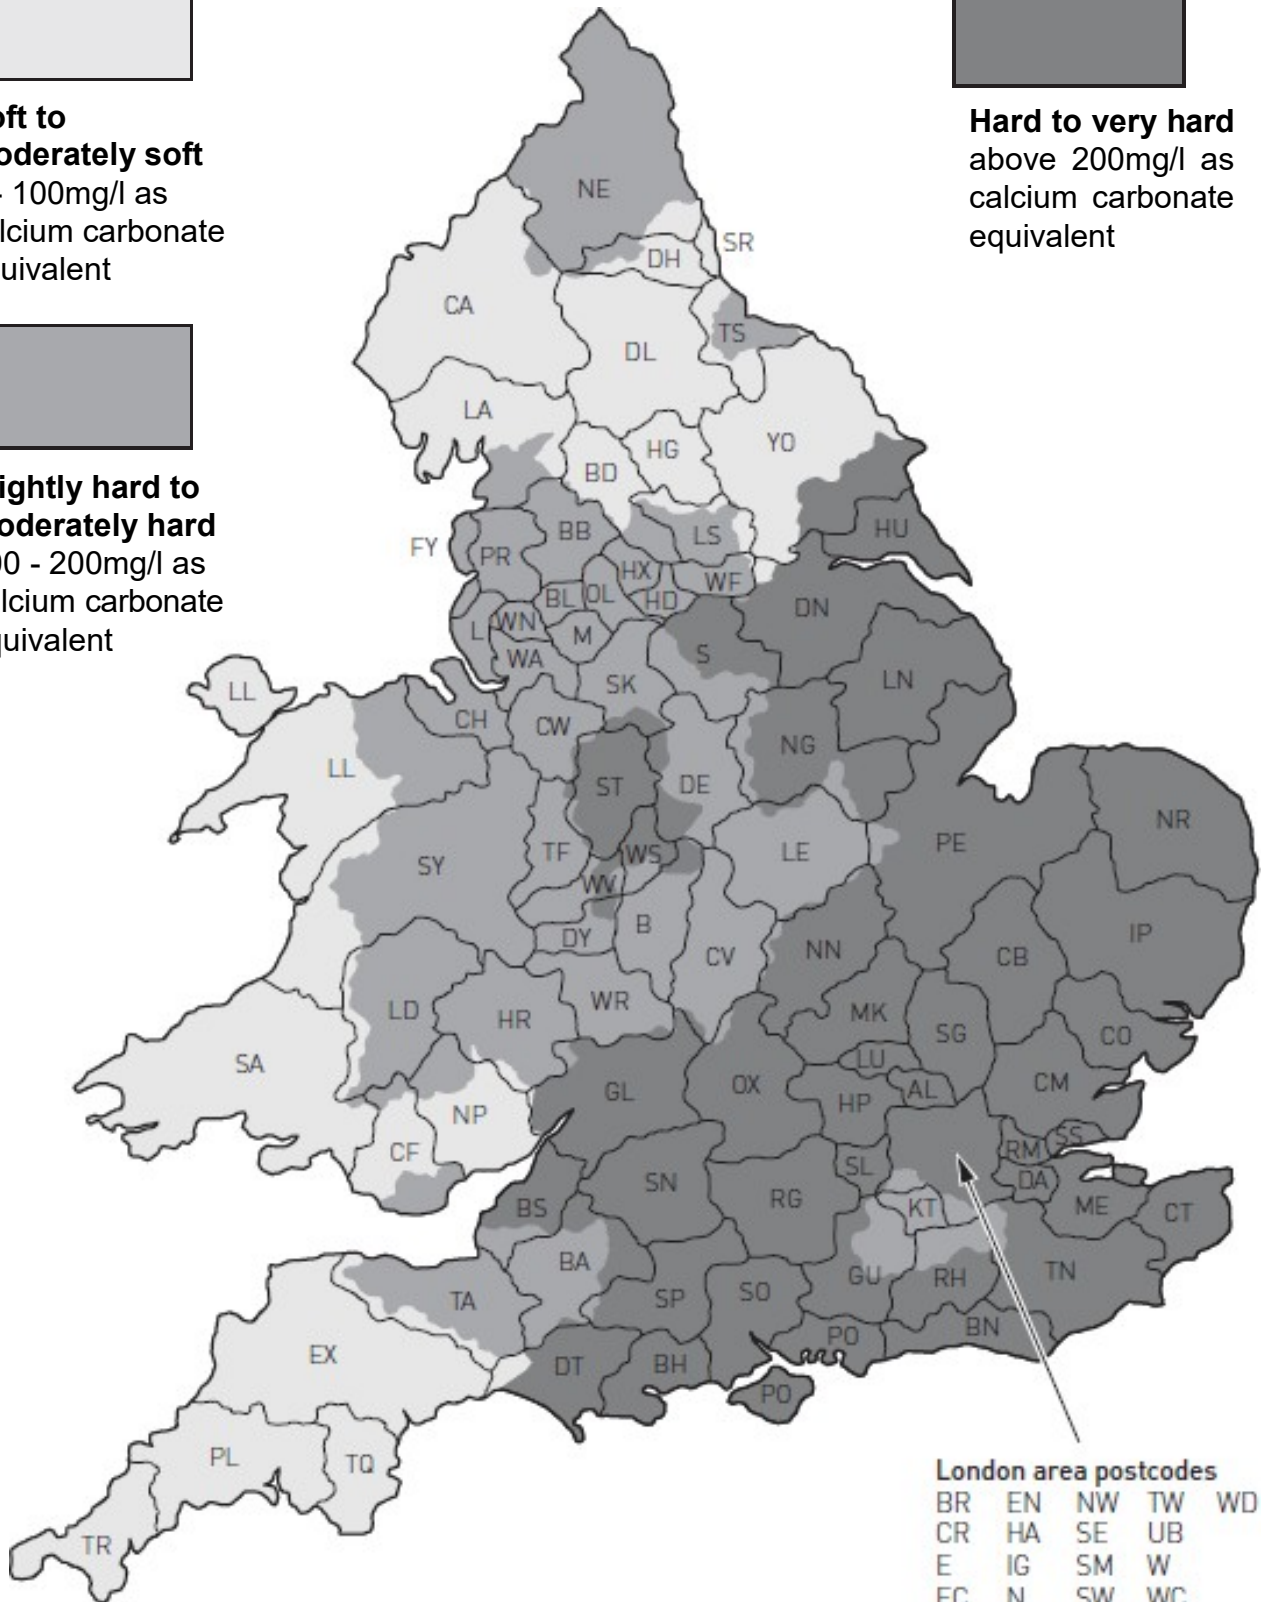 oft to
oderately soft
- 100mg/l as
lcium carbonate
uivalent
Hard to very hard
above 200mg/l as
calcium carbonate
equivalent
ightly hard to
oderately hard
00 - 200mg/l as
lcium carbonate
quivalent
NE
SR
DH
CA
TS
DL
LA
HG
YO
BD
BB
LS
HU
FY
PR
HX
WF
BL
OL
HD
DN
L
WN
M
WA
S
SK
LN
LL
CH
CW
NG
LL
ST
DE
NR
PE
SY
TF
WS
LE
WV
B
IP
DY
CV
NN
CB
LD
HR
WR
MK
SG
CO
SA
LU
GL
OX
AL
CM
HP
NP
CF
SS
RM
SL
DA
SN
RG
BS
KT
ME
CT
BA
GU
RH
TN
TA
SP
SO
BN
PO
EX
DT
BH
PO
PL
TQ
TR
London area postcodes
BR EN NW TW WD
CR HA SE UB
E IG SM W
EC N SW WC